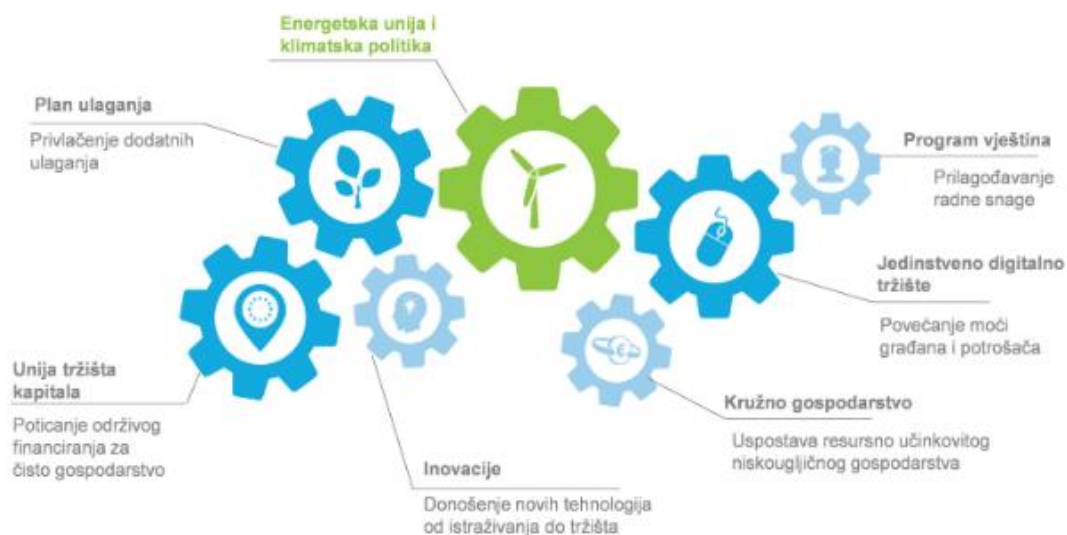 Energetska unija i
klimatska politika
Plan ulaganja
Privlačenje dodatnih
ulaganja
Program vještina
Prilagođavanje
radne snage
Jedinstveno digitalno
tržište
Povećanje moći
građana i potrošača
Unija tržišta
kapitala
Poticanje održivog
financiranja za
čisto gospodarstvo
Kružno gospodarstvo
Uspostava resursno učinkovitog
niskougljičnog gospodarstva
Inovacije
Donošenje novih tehnologija
od istraživanja do tržišta